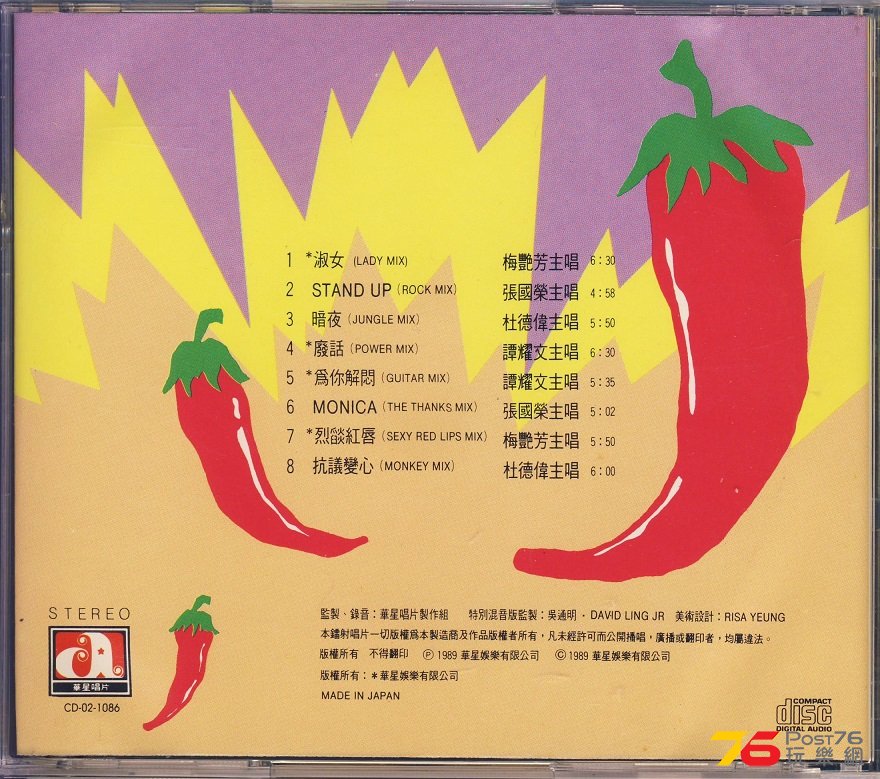 1 *淑女 (LADY MIX) 梅艷芳主唱 6:30
2 STAND UP (ROCK MIX) 張國榮主唱 4:58
3 暗夜 (JUNGLE MIX) 杜德偉主唱 5:50
4 *廢話 (POWER MIX) 譚耀文主唱 6:30
5 *爲你解悶 (GUITAR MIX) 譚耀文主唱 5:35
6 MONICA (THE THANKS MIX) 張國榮主唱 5:02
7 *烈燄紅唇 (SEXY RED LIPS MIX) 梅艷芳主唱 5:50
8 抗議變心 (MONKEY MIX) 杜德偉主唱 6:00
STEREO
a.
華星唱片
CD-02-1086
監製、錄音：華星唱片製作組 特別混音版監製：吳通明・DAVID LING JR 美術設計：RISA YEUNG
本鐳射唱片一切版權爲本製造商及作品版權者所有，凡未經許可而公開播唱，廣播或翻印者，均屬違法。
版權所有 不得翻印 Ⓟ 1989 華星娛樂有限公司 © 1989 華星娛樂有限公司
版權所有：*華星娛樂有限公司
MADE IN JAPAN
COMPACT
disc
DIGITAL AUDIO
76 POST76
玩樂網